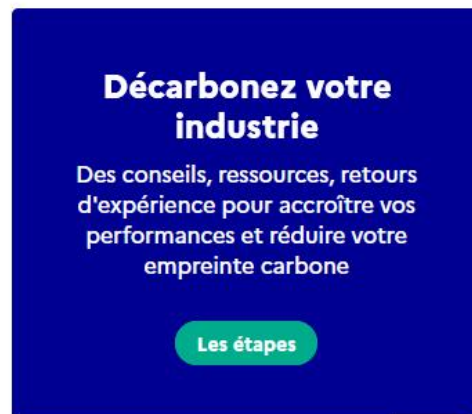 Décarbonez votre
industrie
Des conseils, ressources, retours
d'expérience pour accroître vos
performances et réduire votre
empreinte carbone
Les étapes